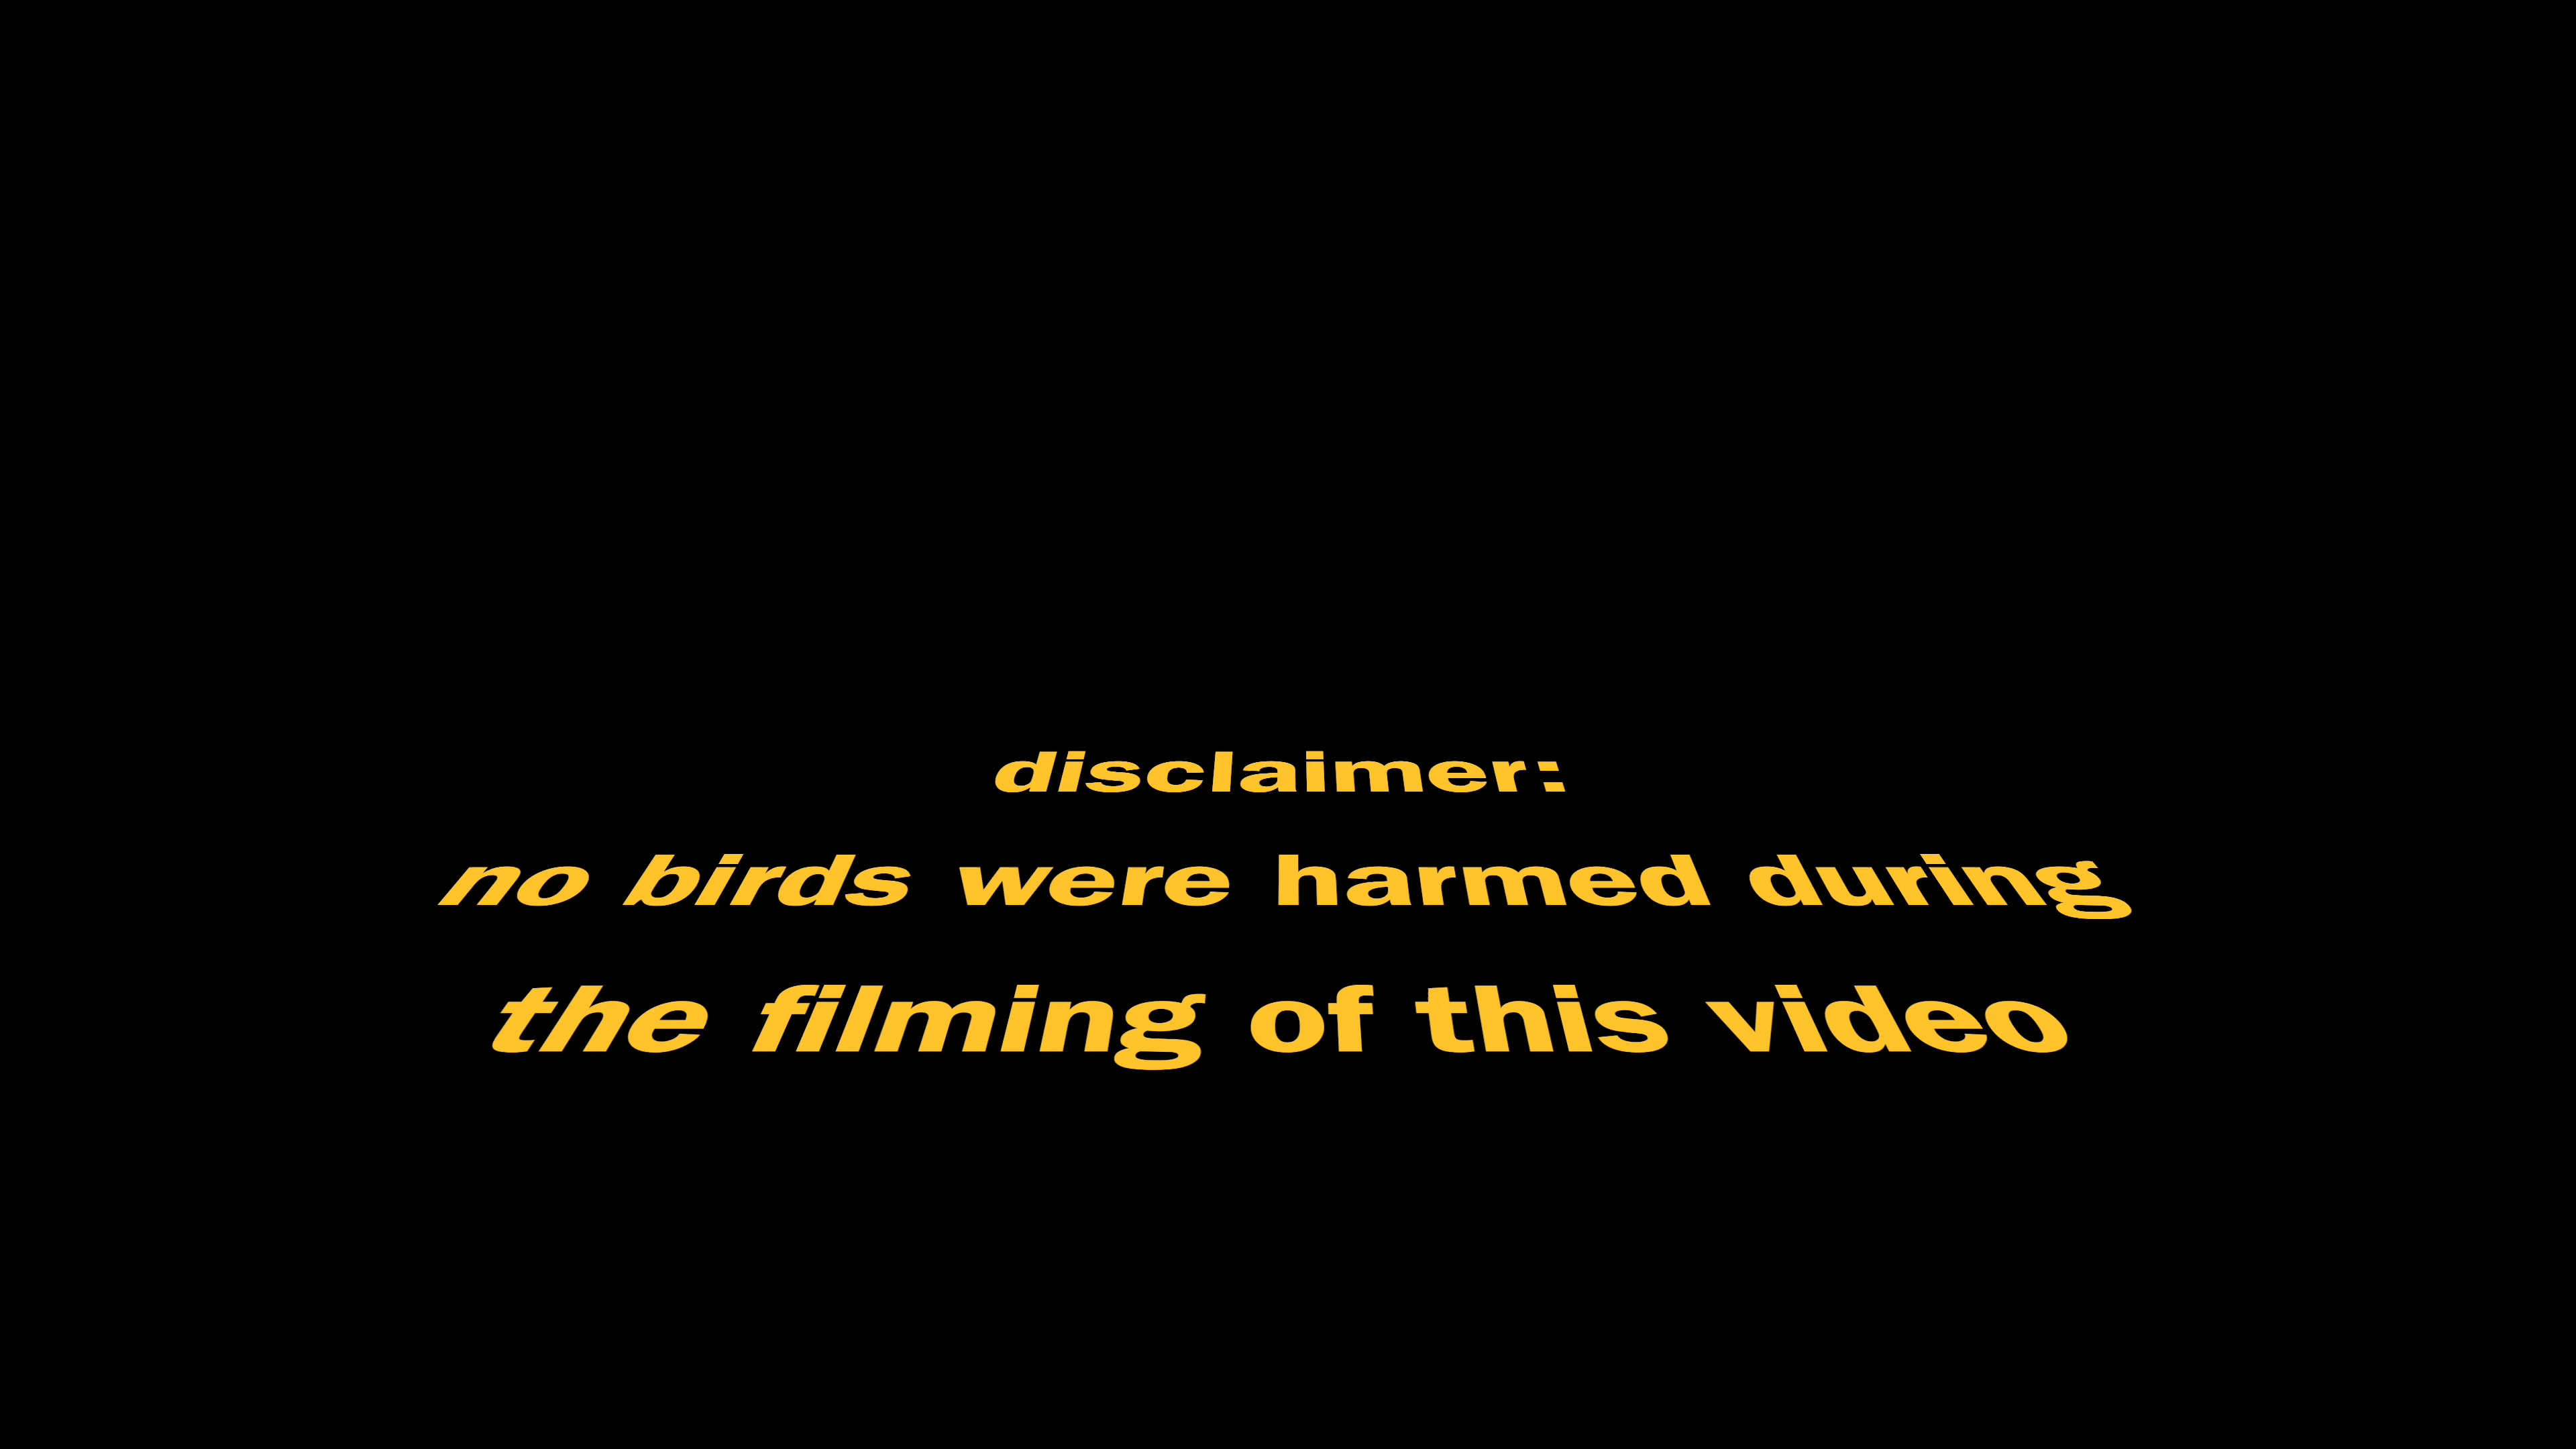 disclaimer:
no birds were harmed during
the filming of this video